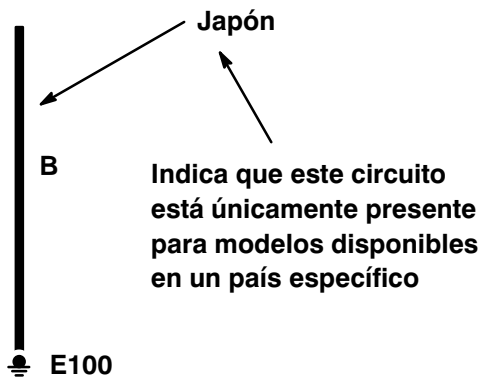 Japón
B
Indica que este circuito
está únicamente presente
para modelos disponibles
en un país específico
E100